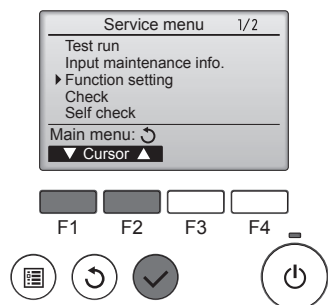 Service menu 1/2
Test run
Input maintenance info.
Function setting
Check
Self check
Main menu:
Cursor
F1 F2 F3 F4